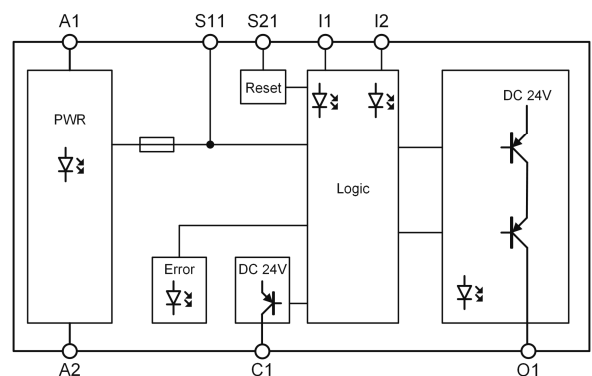 A1
S11
S21
I1
I2
Reset
DC 24V
PWR
Logic
Error
DC 24V
A2
C1
O1